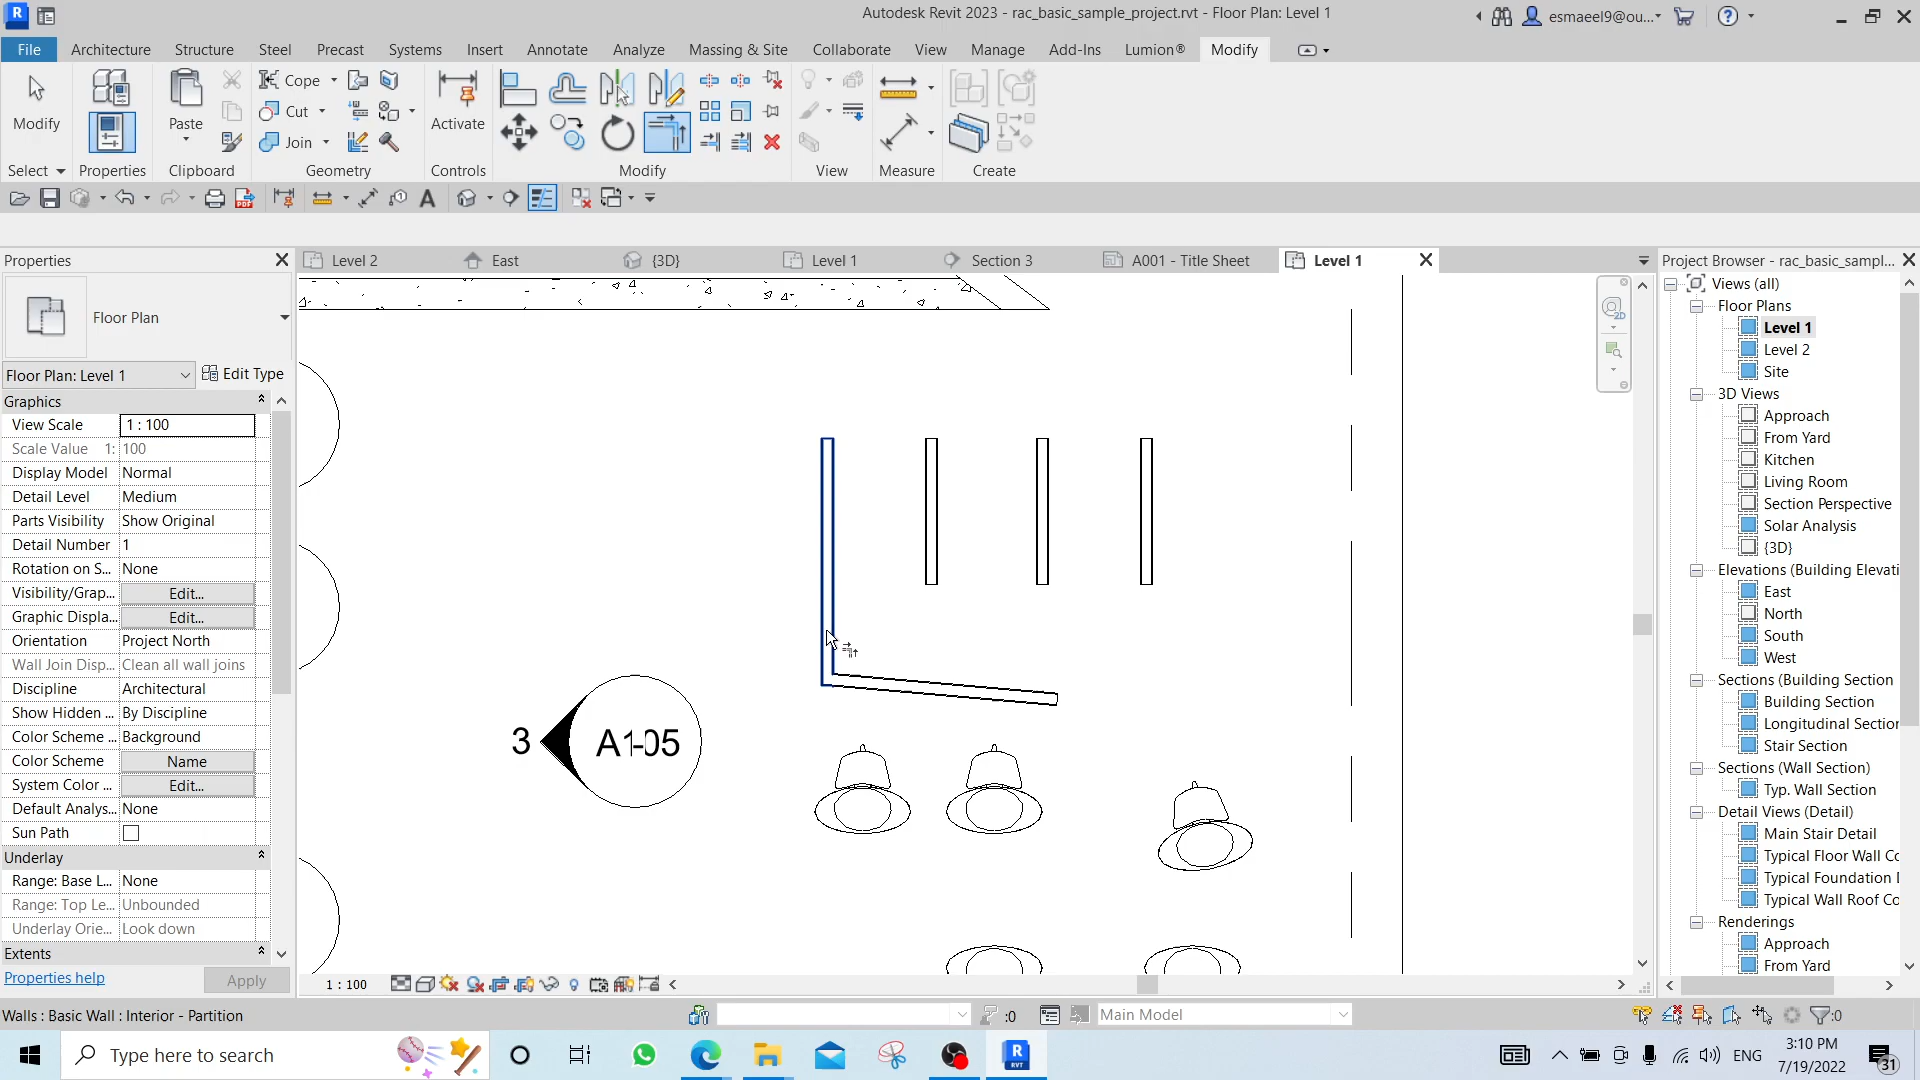 Autodesk Revit 2023 - rac_basic_sample_project.rvt - Floor Plan: Level 1
esmaeel9@ou...
File Architecture Structure Steel Precast Systems Insert Annotate Analyze Massing & Site Collaborate View Manage Add-Ins Lumion® Modify
Modify
Paste
Cope
Cut
Join
Activate
Select Properties Clipboard Geometry Controls Modify View Measure Create
Properties
Level 2 East {3D} Level 1 Section 3 A001 - Title Sheet Level 1
Project Browser - rac_basic_sampl...
Floor Plan
Floor Plan: Level 1 Edit Type
Graphics
View Scale 1 : 100
Scale Value 1: 100
Display Model Normal
Detail Level Medium
Parts Visibility Show Original
Detail Number 1
Rotation on S... None
Visibility/Grap... Edit...
Graphic Displa... Edit...
Orientation Project North
Wall Join Disp... Clean all wall joins
Discipline Architectural
Show Hidden ... By Discipline
Color Scheme ... Background
Color Scheme Name
System Color ... Edit...
Default Analys... None
Sun Path
Underlay
Range: Base L... None
Range: Top Le... Unbounded
Underlay Orie... Look down
Extents
Properties help Apply
3 A1-05
2D
Views (all)
Floor Plans
Level 1
Level 2
Site
3D Views
Approach
From Yard
Kitchen
Living Room
Section Perspective
Solar Analysis
{3D}
Elevations (Building Elevati
East
North
South
West
Sections (Building Section
Building Section
Longitudinal Section
Stair Section
Sections (Wall Section)
Typ. Wall Section
Detail Views (Detail)
Main Stair Detail
Typical Floor Wall Co
Typical Foundation
Typical Wall Roof Co
Renderings
Approach
From Yard
1 : 100
Walls : Basic Wall : Interior - Partition
:0
Main Model
:0
Type here to search
R
RVT
ENG
3:10 PM
7/19/2022
31